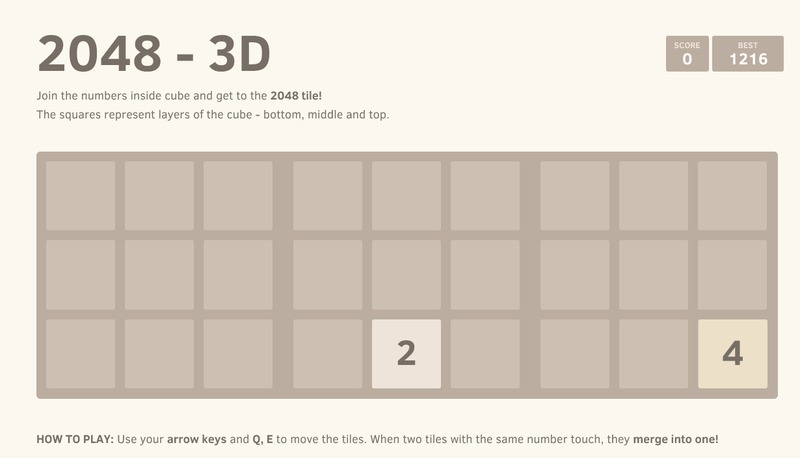 2048 - 3D
SCORE
0
BEST
1216
Join the numbers inside cube and get to the 2048 tile!
The squares represent layers of the cube - bottom, middle and top.
2
4
HOW TO PLAY: Use your arrow keys and Q, E to move the tiles. When two tiles with the same number touch, they merge into one!